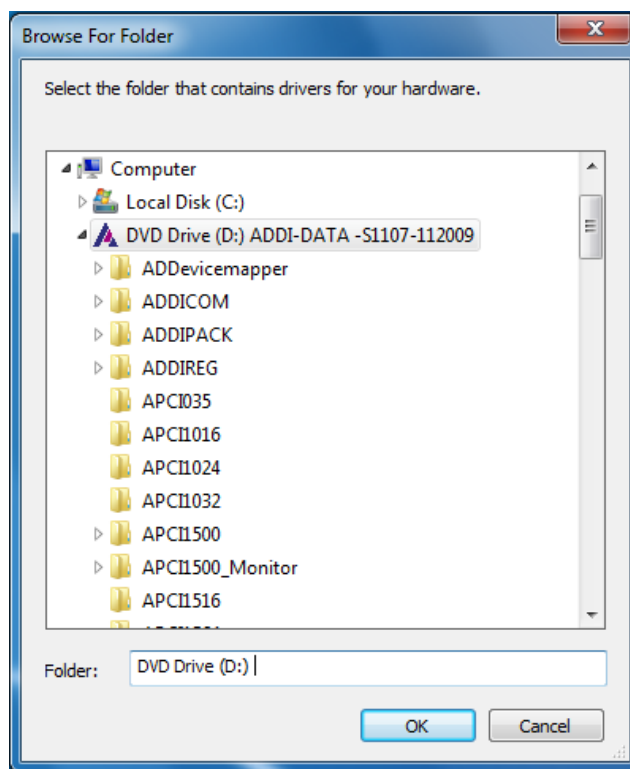 Browse For Folder
Select the folder that contains drivers for your hardware.
Computer
Local Disk (C:)
DVD Drive (D:) ADDI-DATA -S1107-112009
ADDevicemapper
ADDICOM
ADDIPACK
ADDIREG
APCI035
APCI1016
APCI1024
APCI1032
APCI1500
APCI1500_Monitor
APCI1516
Folder:
DVD Drive (D:)
OK
Cancel